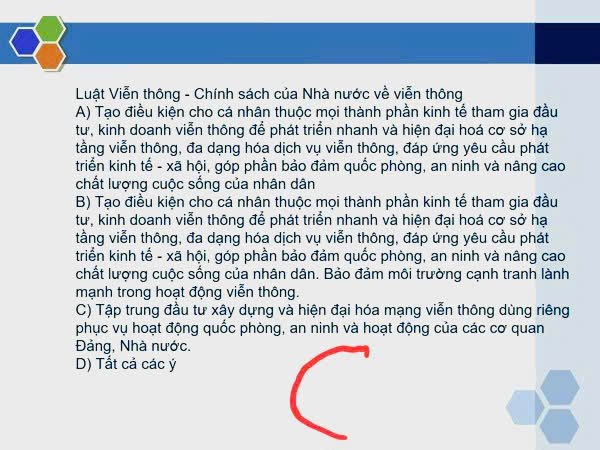 Luật Viễn thông - Chính sách của Nhà nước về viễn thông
A) Tạo điều kiện cho cá nhân thuộc mọi thành phần kinh tế tham gia đầu
tư, kinh doanh viễn thông để phát triển nhanh và hiện đại hoá cơ sở hạ
tầng viễn thông, đa dạng hóa dịch vụ viễn thông, đáp ứng yêu cầu phát
triển kinh tế - xã hội, góp phần bảo đảm quốc phòng, an ninh và nâng cao
chất lượng cuộc sống của nhân dân
B) Tạo điều kiện cho cá nhân thuộc mọi thành phần kinh tế tham gia đầu
tư, kinh doanh viễn thông để phát triển nhanh và hiện đại hoá cơ sở hạ
tầng viễn thông, đa dạng hóa dịch vụ viễn thông, đáp ứng yêu cầu phát
triển kinh tế - xã hội, góp phần bảo đảm quốc phòng, an ninh và nâng cao
chất lượng cuộc sống của nhân dân. Bảo đảm môi trường cạnh tranh lành
mạnh trong hoạt động viễn thông.
C) Tập trung đầu tư xây dựng và hiện đại hóa mạng viễn thông dùng riêng
phục vụ hoạt động quốc phòng, an ninh và hoạt động của các cơ quan
Đảng, Nhà nước.
D) Tất cả các ý
C